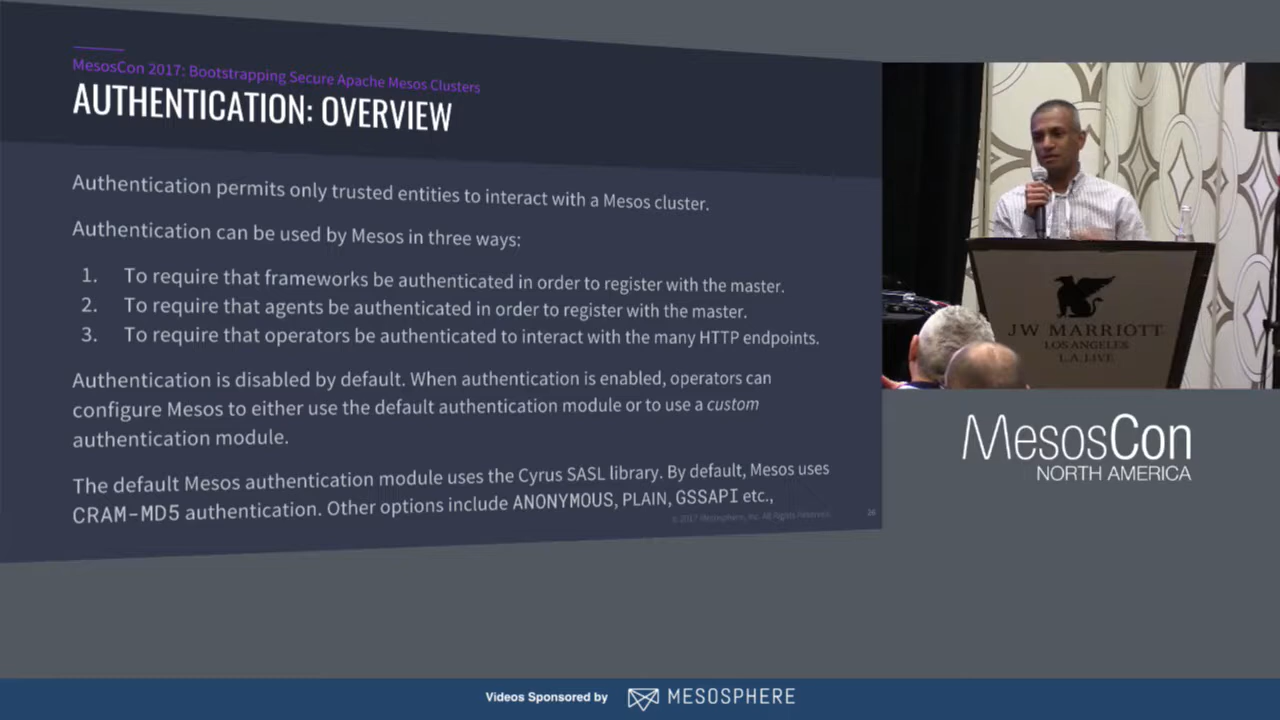 MesosCon 2017: Bootstrapping Secure Apache Mesos Clusters
AUTHENTICATION: OVERVIEW
Authentication permits only trusted entities to interact with a Mesos cluster.
Authentication can be used by Mesos in three ways:
1. To require that frameworks be authenticated in order to register with the master.
2. To require that agents be authenticated in order to register with the master.
3. To require that operators be authenticated to interact with the many HTTP endpoints.
Authentication is disabled by default. When authentication is enabled, operators can
configure Mesos to either use the default authentication module or to use a custom
authentication module.
The default Mesos authentication module uses the Cyrus SASL library. By default, Mesos uses
CRAM-MD5 authentication. Other options include ANONYMOUS, PLAIN, GSSAPI etc.,
© 2017 Mesosphere, Inc. All Rights Reserved.
JW MARRIOTT
LOS ANGELES
L.A. LIVE
MesosCon
NORTH AMERICA
Videos Sponsored by MESOSPHERE